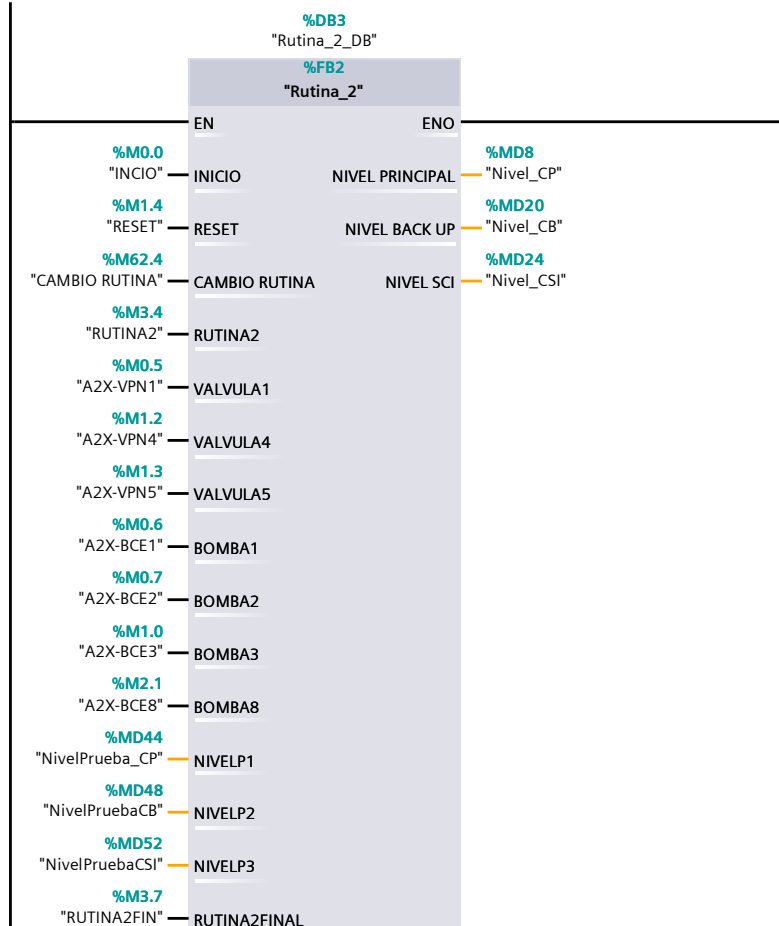 %DB3
"Rutina_2_DB"
%FB2
"Rutina_2"
EN ENO
%M0.0 %MD8
"INCIO" INICIO NIVEL PRINCIPAL "Nivel_CP"
%M1.4 %MD20
"RESET" RESET NIVEL BACK UP "Nivel_CB"
%M62.4 %MD24
"CAMBIO RUTINA" CAMBIO RUTINA NIVEL SCI "Nivel_CSI"
%M3.4
"RUTINA2" RUTINA2
%M0.5
"A2X-VPN1" VALVULA1
%M1.2
"A2X-VPN4" VALVULA4
%M1.3
"A2X-VPN5" VALVULA5
%M0.6
"A2X-BCE1" BOMBA1
%M0.7
"A2X-BCE2" BOMBA2
%M1.0
"A2X-BCE3" BOMBA3
%M2.1
"A2X-BCE8" BOMBA8
%MD44
"NivelPrueba_CP" NIVELP1
%MD48
"NivelPruebaCB" NIVELP2
%MD52
"NivelPruebaCSI" NIVELP3
%M3.7
"RUTINA2FIN" RUTINA2FINAL